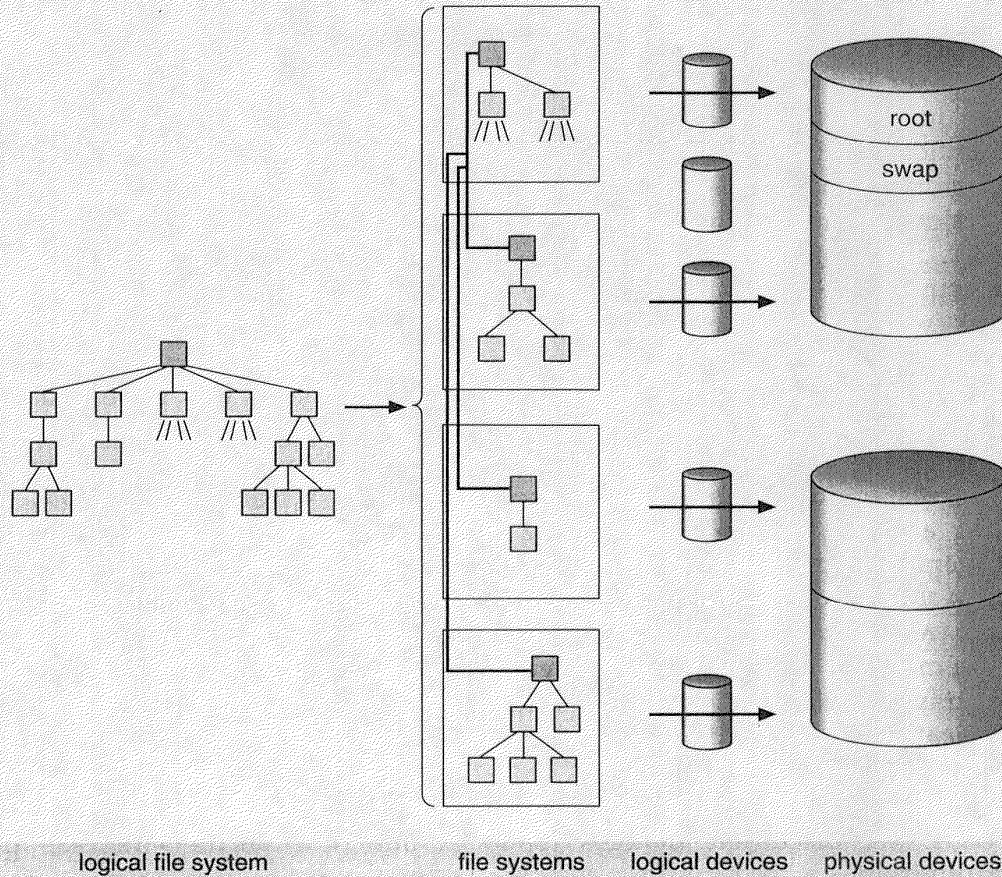 root
swap
logical file system
file systems
logical devices
physical devices